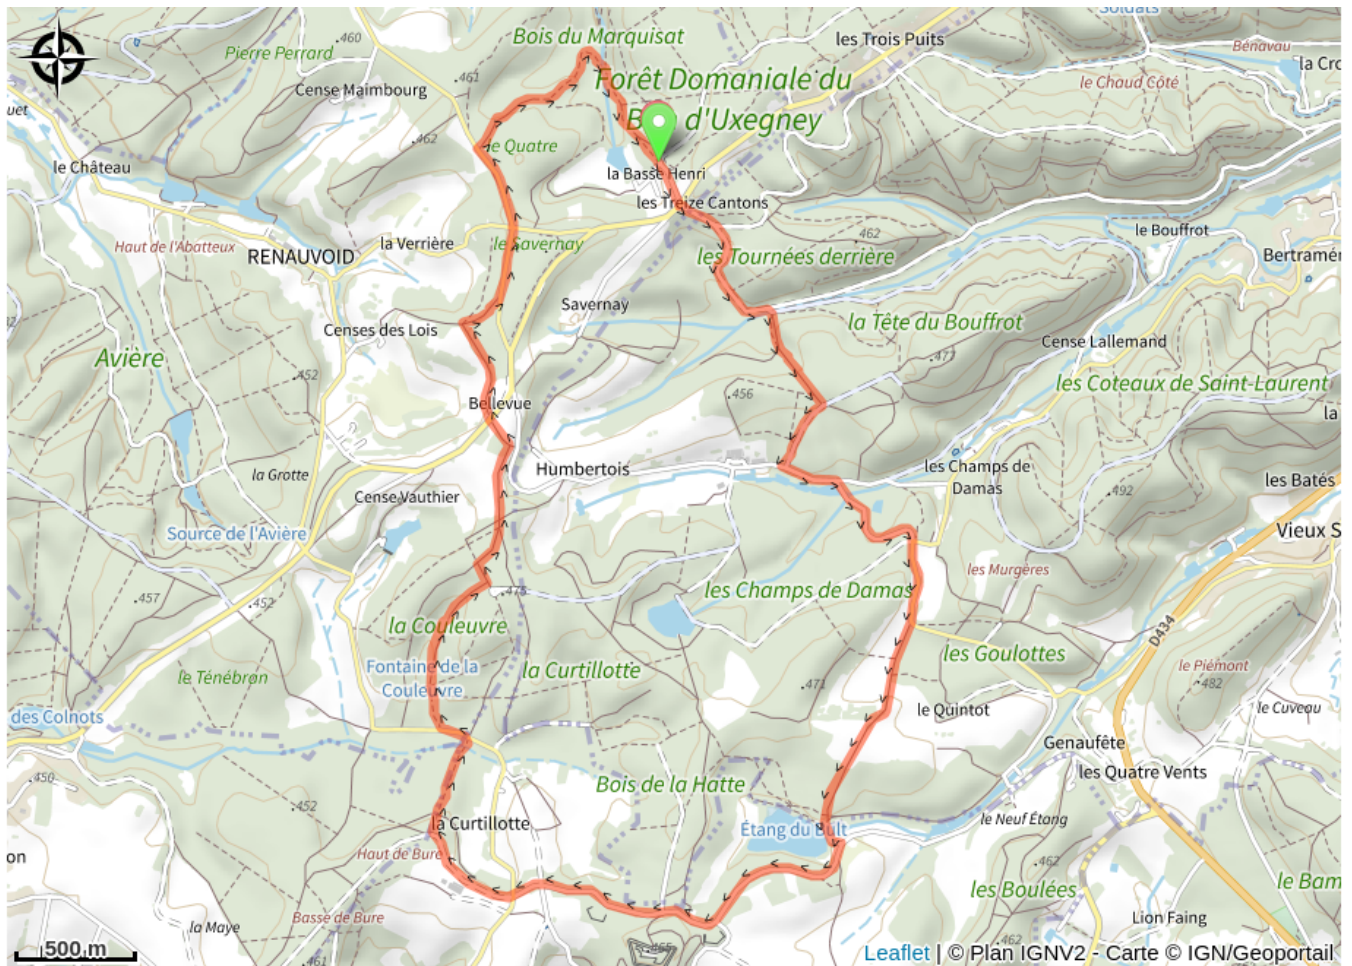 Soldats
Bois du Marquisat
les Trois Puits
.460
Pierre Perrard
Bénavau
la Cro
.461
Cense Maimbourg
Forêt Domaniale du
le Chaud Côté
uet
d'Uxegney
.462
le Quatre
le Château
la Basse Henri
les Treize Cantons
le Bouffrot
462
Haut de l'Abatteux
la Verrière
le Savernay
RENAUVOID
les Tournées derrière
Bertramé
Savernay
Censes des Lois
la Tête du Bouffrot
Cense Lallemand
Avière
.477
.452
les Coteaux de Saint-Laurent
.456
Bellevue
la
Humbertois
les Champs de
Damas
la Grotte
les Batés
Cense Vauthier
.492
Source de l'Avière
Vieux S
les Murgères
.475
les Champs de Damas
.457
.452
la Couleuvre
D434
les Goulottes
Fontaine de la
Couleuvre
la Curtillotte
le Piémont
le Ténébron
.471
.482
le Quintot
le Cuveau
des Colnots
Genaufête
les Quatre Vents
.450
Bois de la Hatte
.452
la Curtillotte
Étang du Bult
le Neuf Étang
on
Haut de Bure
.462
les Boulées
le Bam
Basse de Bure
Lion Faing
la Maye
.462
.465
.461
500 m
Leaflet | © Plan IGNV2 - Carte © IGN/Geoportail